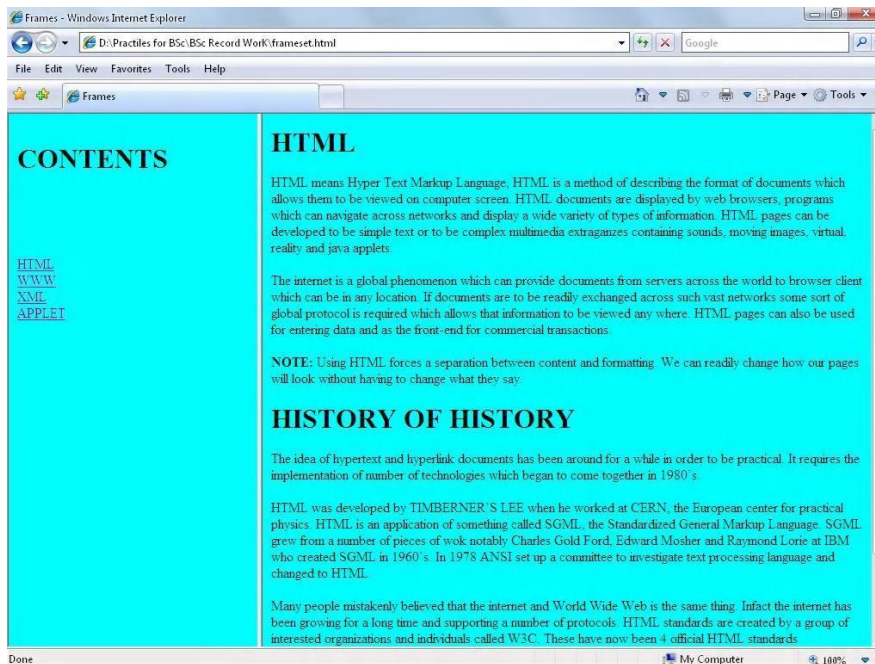 Frames - Windows Internet Explorer
D:\Practiles for BSc\BSc Record WorK\frameset.html
Google
File Edit View Favorites Tools Help
Frames
Page Tools
CONTENTS
HTML
WWW
XML
APPLET
HTML
HTML means Hyper Text Markup Language, HTML is a method of describing the format of documents which
allows them to be viewed on computer screen. HTML documents are displayed by web browsers, programs
which can navigate across networks and display a wide variety of types of information. HTML pages can be
developed to be simple text or to be complex multimedia extraganzes containing sounds, moving images, virtual,
reality and java applets.
The internet is a global phenomenon which can provide documents from servers across the world to browser client
which can be in any location. If documents are to be readily exchanged across such vast networks some sort of
global protocol is required which allows that information to be viewed any where. HTML pages can also be used
for entering data and as the front-end for commercial transactions.
NOTE: Using HTML forces a separation between content and formatting. We can readily change how our pages
will look without having to change what they say.
HISTORY OF HISTORY
The idea of hypertext and hyperlink documents has been around for a while in order to be practical. It requires the
implementation of number of technologies which began to come together in 1980`s.
HTML was developed by TIMBERNER`S LEE when he worked at CERN, the European center for practical
physics. HTML is an application of something called SGML, the Standardized General Markup Language. SGML
grew from a number of pieces of wok notably Charles Gold Ford, Edward Mosher and Raymond Lorie at IBM
who created SGML in 1960`s. In 1978 ANSI set up a committee to investigate text processing language and
changed to HTML.
Many people mistakenly believed that the internet and World Wide Web is the same thing. Infact the internet has
been growing for a long time and supporting a number of protocols. HTML standards are created by a group of
interested organizations and individuals called W3C. These have now been 4 official HTML standards
Done
My Computer
100%